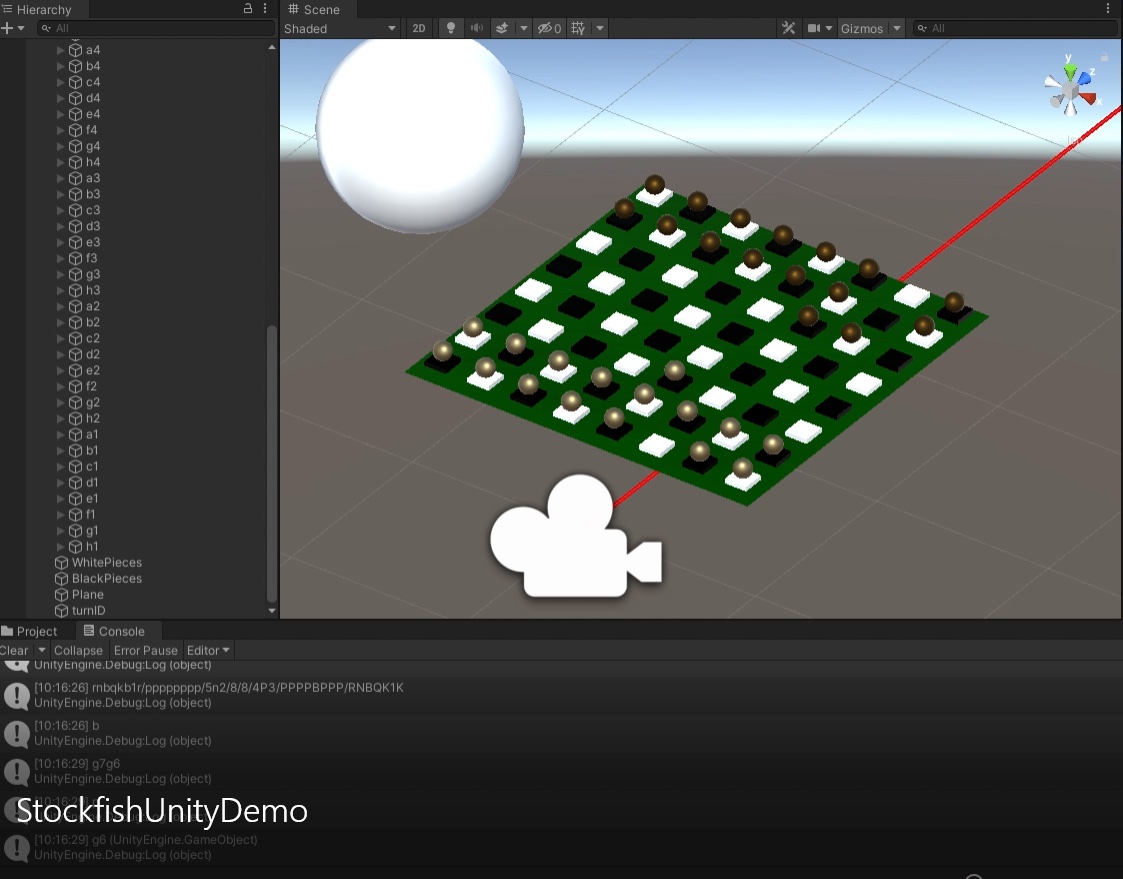 Hierarchy
Scene
All
Shaded
2D
0
Gizmos
All
a4
b4
c4
d4
e4
f4
g4
h4
a3
b3
c3
d3
e3
f3
g3
h3
a2
b2
c2
d2
e2
f2
g2
h2
a1
b1
c1
d1
e1
f1
g1
h1
WhitePieces
BlackPieces
Plane
turnID
y
z
x
Project
Console
Clear
Collapse
Error Pause
Editor
UnityEngine.Debug:Log (object)
[10:16:26] rnbqkb1r/pppppppp/5n2/8/8/4P3/PPPPBPPP/RNBQK1K
UnityEngine.Debug:Log (object)
[10:16:26] b
UnityEngine.Debug:Log (object)
[10:16:29] g7g6
UnityEngine.Debug:Log (object)
StockfishUnityDemo
[10:16:29] g6 (UnityEngine.GameObject)
UnityEngine.Debug:Log (object)